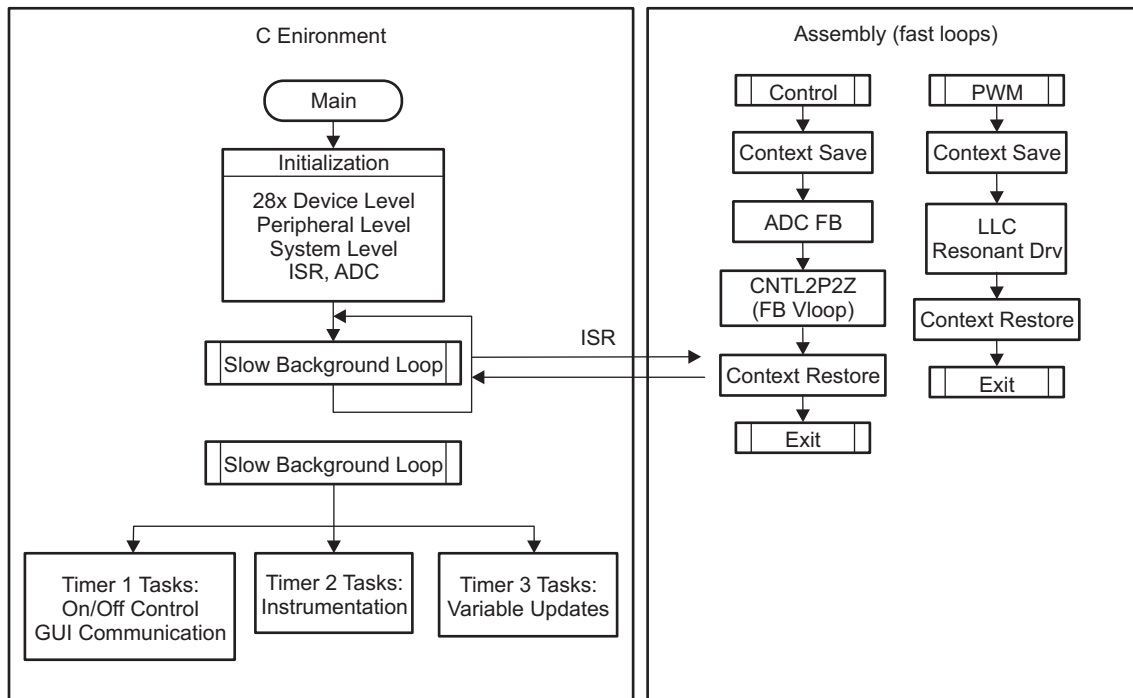 C Enironment
Main
Initialization
28x Device Level
Peripheral Level
System Level
ISR, ADC
Slow Background Loop
ISR
Slow Background Loop
Timer 1 Tasks:
On/Off Control
GUI Communication
Timer 2 Tasks:
Instrumentation
Timer 3 Tasks:
Variable Updates
Assembly (fast loops)
Control
Context Save
ADC FB
CNTL2P2Z
(FB Vloop)
Context Restore
Exit
PWM
Context Save
LLC
Resonant Drv
Context Restore
Exit